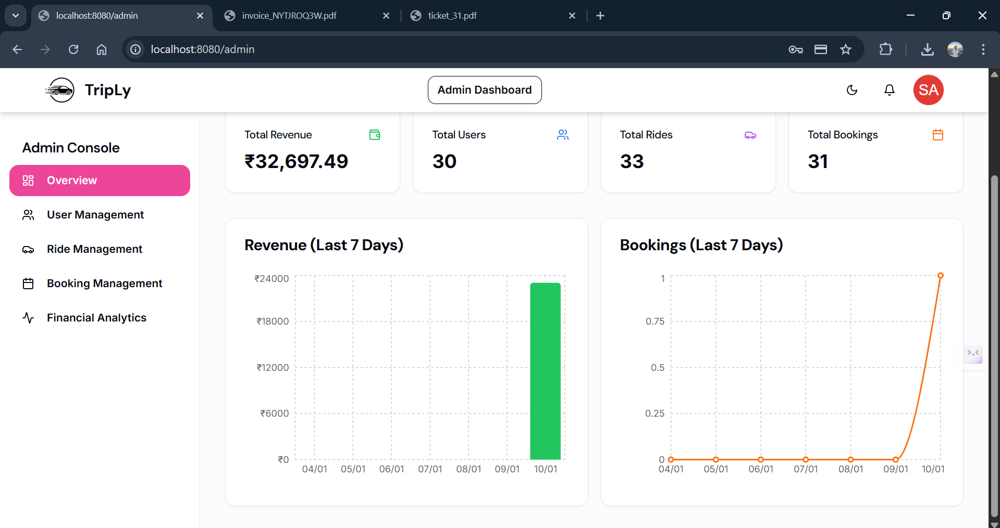 localhost:8080/admin
invoice_NYTJROQ3W.pdf
ticket_31.pdf
localhost:8080/admin
TripLy
Admin Dashboard
SA
Admin Console
Overview
User Management
Ride Management
Booking Management
Financial Analytics
Total Revenue
₹32,697.49
Total Users
30
Total Rides
33
Total Bookings
31
Revenue (Last 7 Days)
₹24000
₹18000
₹12000
₹6000
₹0
04/01 05/01 06/01 07/01 08/01 09/01 10/01
Bookings (Last 7 Days)
1
0.75
0.5
0.25
0
04/01 05/01 06/01 07/01 08/01 09/01 10/01